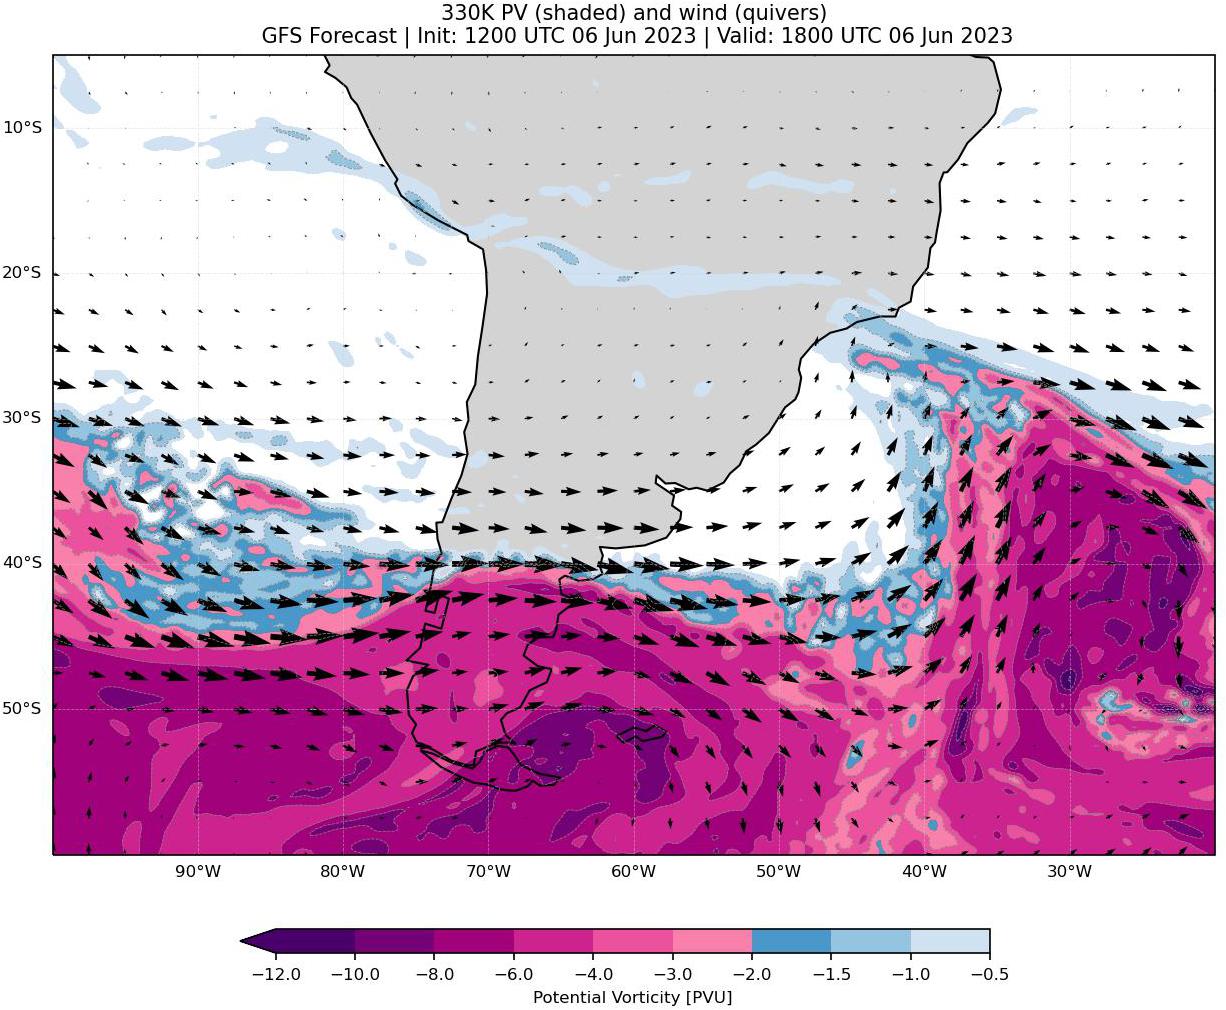 330K PV (shaded) and wind (quivers)
GFS Forecast | Init: 1200 UTC 06 Jun 2023 | Valid: 1800 UTC 06 Jun 2023
10°S
20°S
30°S
40°S
50°S
90°W 80°W 70°W 60°W 50°W 40°W 30°W
−12.0 −10.0 −8.0 −6.0 −4.0 −3.0 −2.0 −1.5 −1.0 −0.5
Potential Vorticity [PVU]